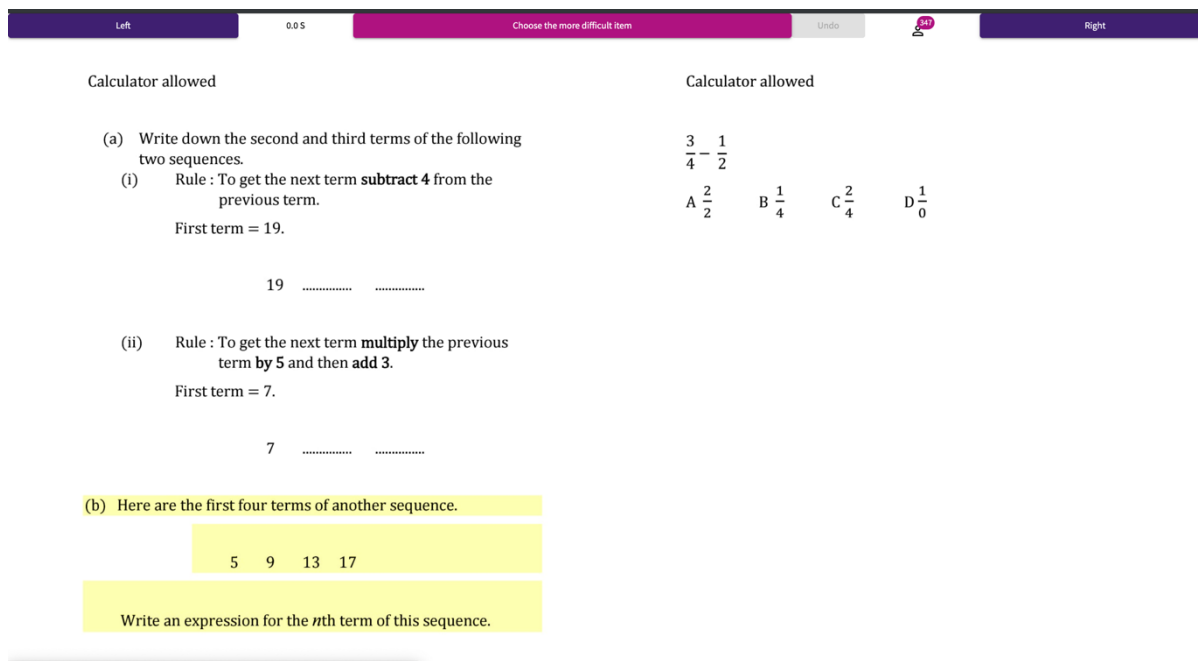 Left 0.0 S Choose the more difficult item Undo 347 Right
Calculator allowed
(a) Write down the second and third terms of the following
two sequences.
(i) Rule : To get the next term subtract 4 from the
previous term.
First term = 19.
19 ............... ...............
(ii) Rule : To get the next term multiply the previous
term by 5 and then add 3.
First term = 7.
7 ............... ...............
(b) Here are the first four terms of another sequence.
5 9 13 17
Write an expression for the nth term of this sequence.
Calculator allowed
3/4 − 1/2
A 2/2 B 1/4 C 2/4 D 1/0